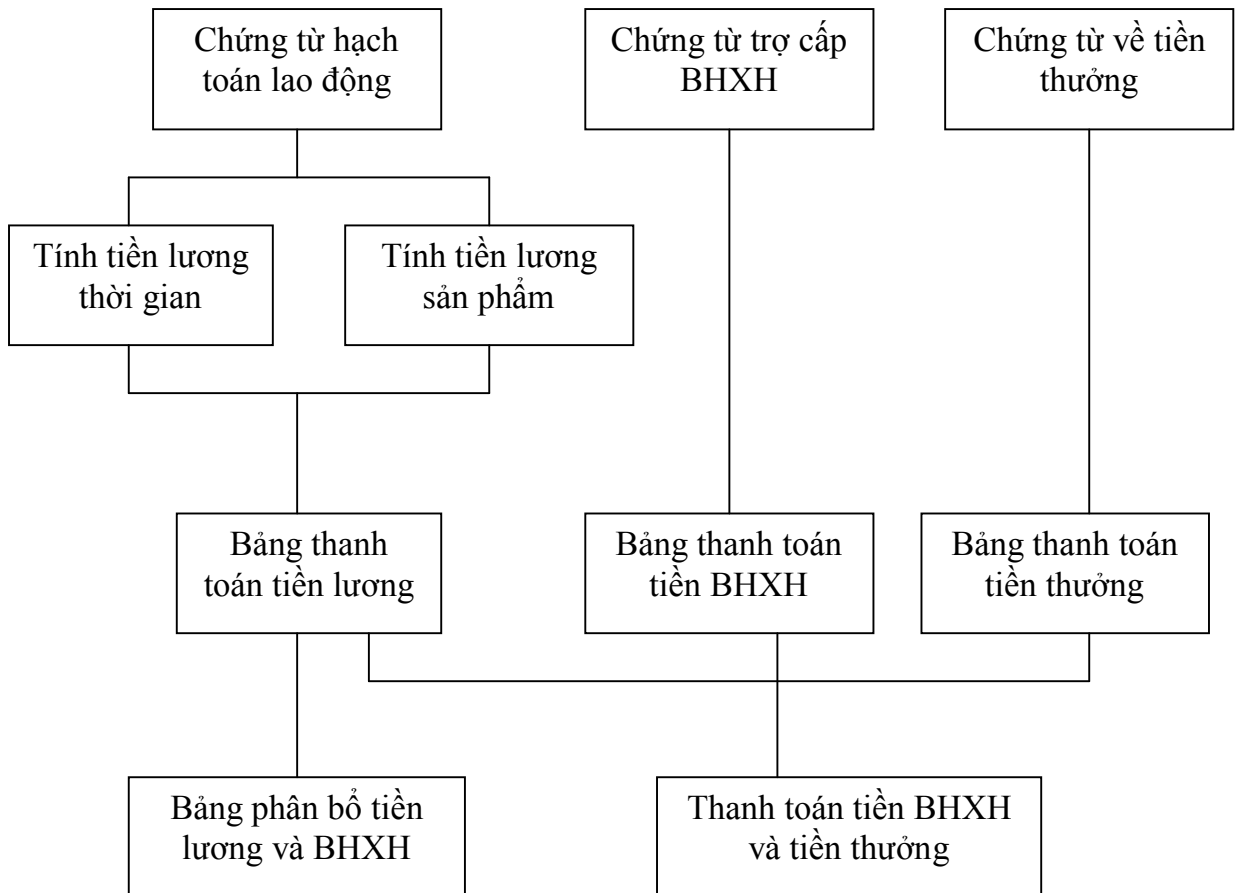 Chứng từ hạch
toán lao động
Chứng từ trợ cấp
BHXH
Chứng từ về tiền
thưởng
Tính tiền lương
thời gian
Tính tiền lương
sản phẩm
Bảng thanh
toán tiền lương
Bảng thanh toán
tiền BHXH
Bảng thanh toán
tiền thưởng
Bảng phân bổ tiền
lương và BHXH
Thanh toán tiền BHXH
và tiền thưởng